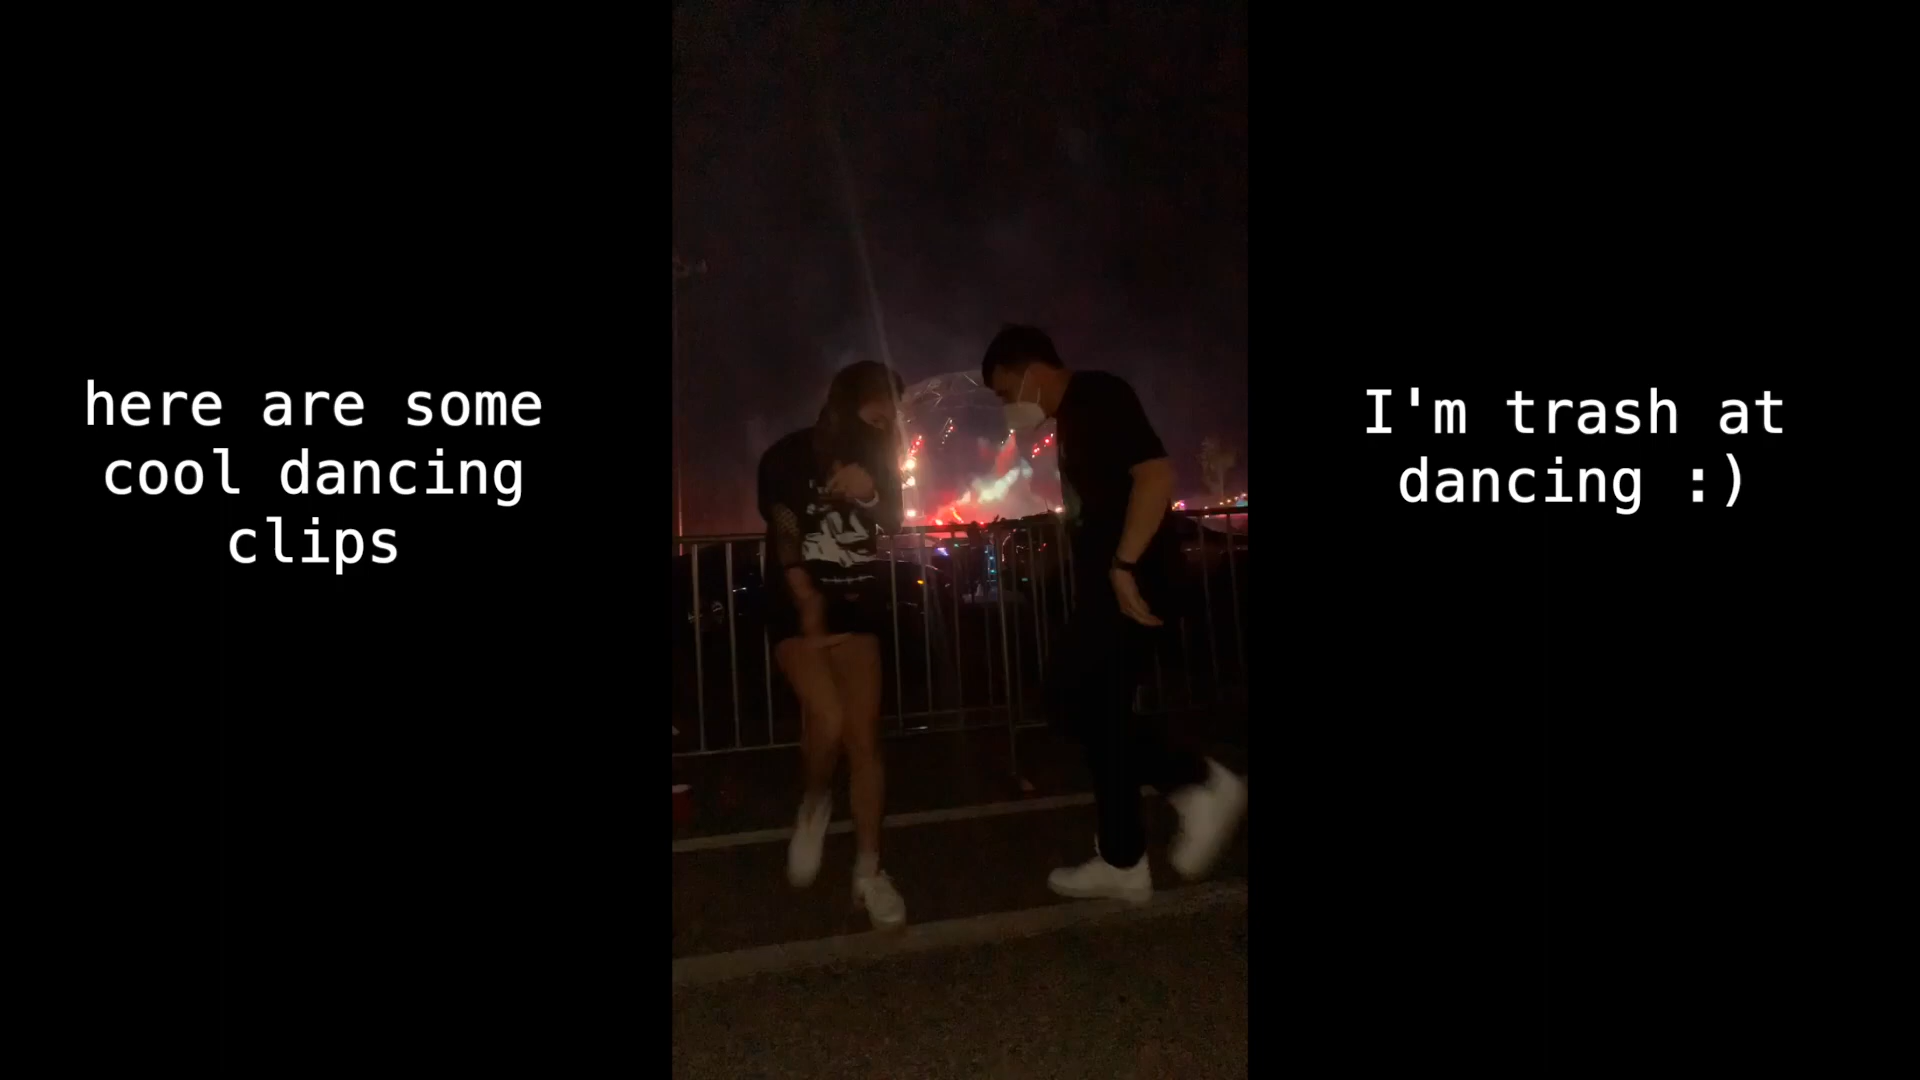 here are some
cool dancing
clips
I'm trash at
dancing :)